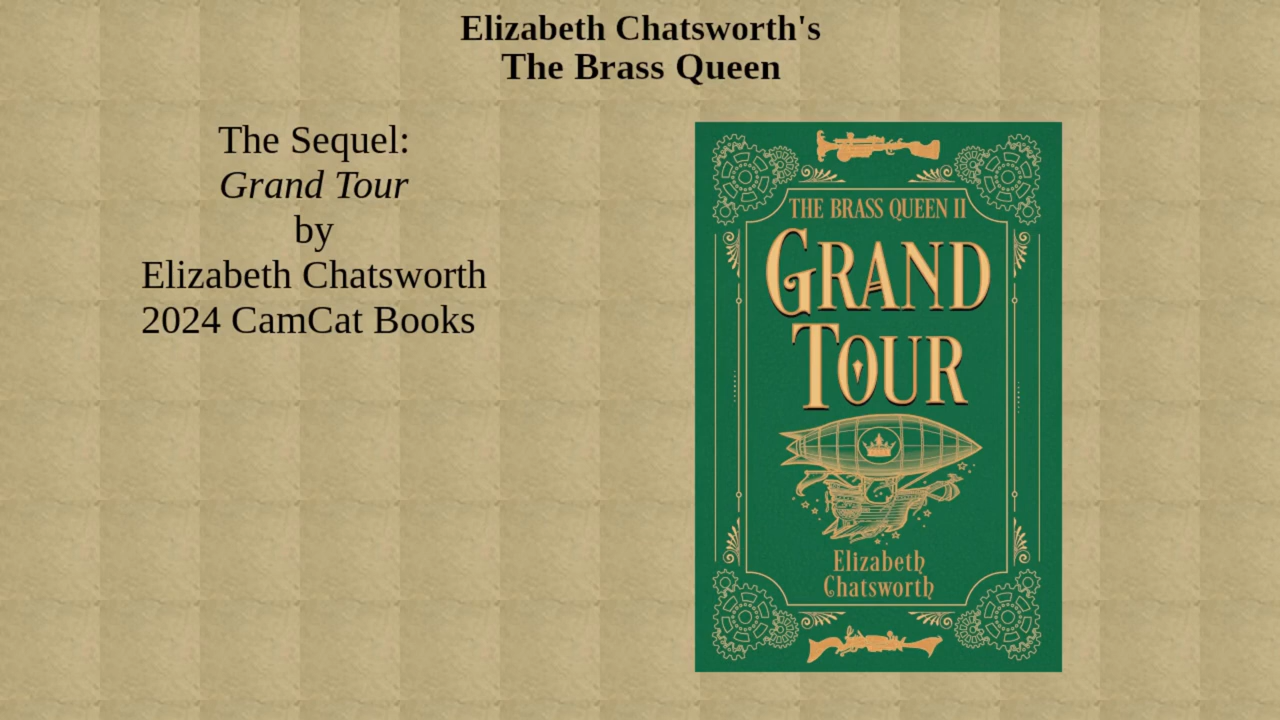 Elizabeth Chatsworth's
The Brass Queen
The Sequel:
Grand Tour
by
Elizabeth Chatsworth
2024 CamCat Books
THE BRASS QUEEN II
GRAND
TOUR
Elizabeth
Chatsworth